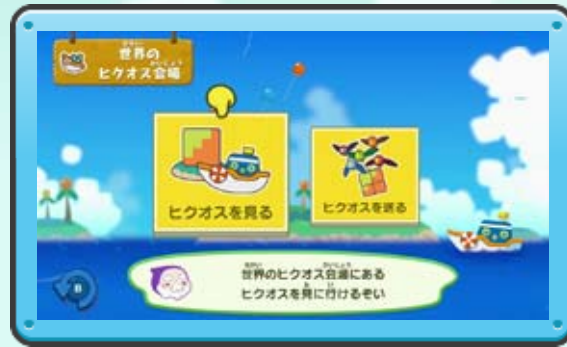 世界の
ヒクオス会場
ヒクオスを見る
ヒクオスを送る
世界のヒクオス会場にある
ヒクオスを見に行けるぞい
B